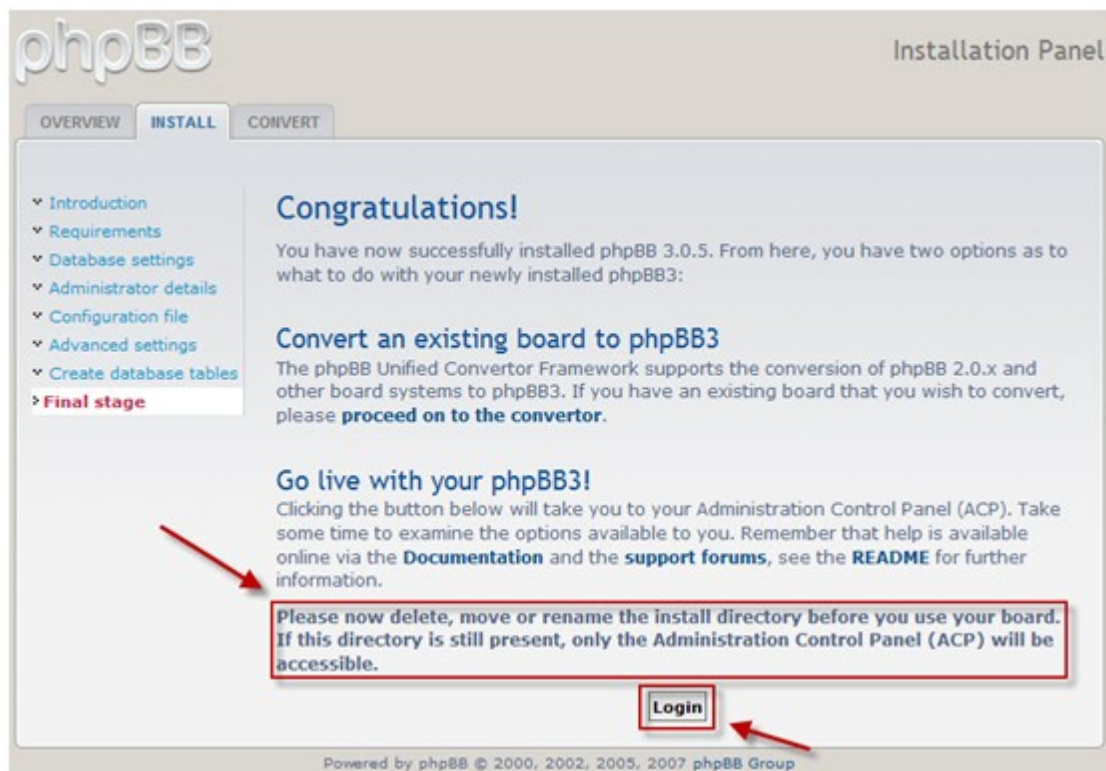 phpBB
Installation Panel
OVERVIEW INSTALL CONVERT
Introduction
Requirements
Database settings
Administrator details
Configuration file
Advanced settings
Create database tables
Final stage
Congratulations!
You have now successfully installed phpBB 3.0.5. From here, you have two options as to
what to do with your newly installed phpBB3:
Convert an existing board to phpBB3
The phpBB Unified Convertor Framework supports the conversion of phpBB 2.0.x and
other board systems to phpBB3. If you have an existing board that you wish to convert,
please proceed on to the convertor.
Go live with your phpBB3!
Clicking the button below will take you to your Administration Control Panel (ACP). Take
some time to examine the options available to you. Remember that help is available
online via the Documentation and the support forums, see the README for further
information.
Please now delete, move or rename the install directory before you use your board.
If this directory is still present, only the Administration Control Panel (ACP) will be
accessible.
Login
Powered by phpBB © 2000, 2002, 2005, 2007 phpBB Group